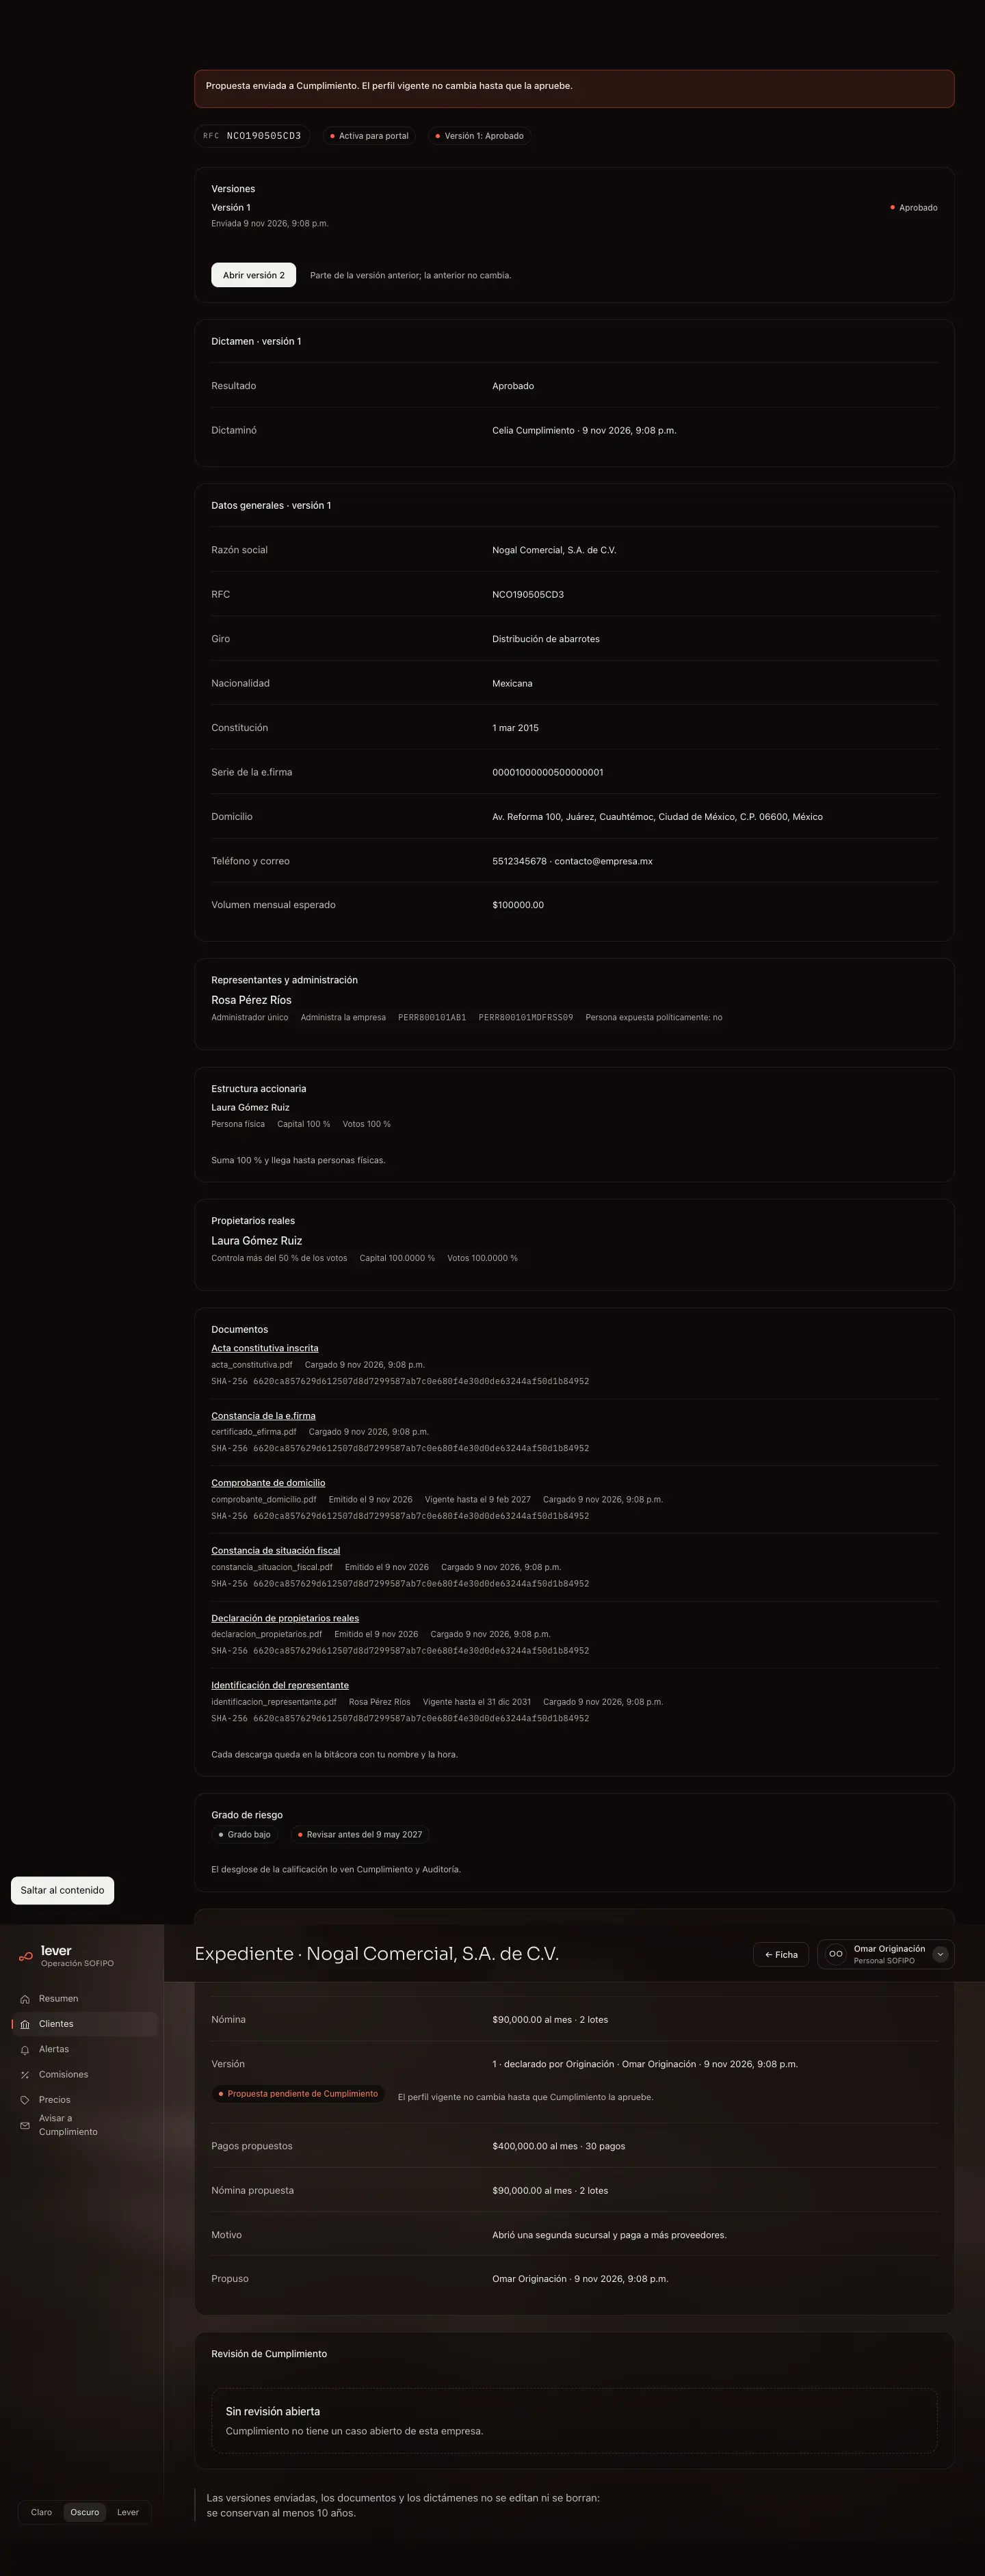 Propuesta enviada a Cumplimiento. El perfil vigente no cambia hasta que la apruebe.
RFC NCO190505CD3 Activa para portal Versión 1: Aprobado
Versiones
Versión 1 Aprobado
Enviada 9 nov 2026, 9:08 p.m.
Abrir versión 2 Parte de la versión anterior; la anterior no cambia.
Dictamen · versión 1
Resultado Aprobado
Dictaminó Celia Cumplimiento · 9 nov 2026, 9:08 p.m.
Datos generales · versión 1
Razón social Nogal Comercial, S.A. de C.V.
RFC NCO190505CD3
Giro Distribución de abarrotes
Nacionalidad Mexicana
Constitución 1 mar 2015
Serie de la e.firma 00001000000500000001
Domicilio Av. Reforma 100, Juárez, Cuauhtémoc, Ciudad de México, C.P. 06600, México
Teléfono y correo 5512345678 · contacto@empresa.mx
Volumen mensual esperado $100000.00
Representantes y administración
Rosa Pérez Ríos
Administrador único Administra la empresa PERR800101AB1 PERR800101MDFRSS09 Persona expuesta políticamente: no
Estructura accionaria
Laura Gómez Ruiz
Persona física Capital 100 % Votos 100 %
Suma 100 % y llega hasta personas físicas.
Propietarios reales
Laura Gómez Ruiz
Controla más del 50 % de los votos Capital 100.0000 % Votos 100.0000 %
Documentos
Acta constitutiva inscrita
acta_constitutiva.pdf Cargado 9 nov 2026, 9:08 p.m.
SHA-256 6620ca857629d612507d8d7299587ab7c0e680f4e30d0de63244af50d1b84952
Constancia de la e.firma
certificado_efirma.pdf Cargado 9 nov 2026, 9:08 p.m.
SHA-256 6620ca857629d612507d8d7299587ab7c0e680f4e30d0de63244af50d1b84952
Comprobante de domicilio
comprobante_domicilio.pdf Emitido el 9 nov 2026 Vigente hasta el 9 feb 2027 Cargado 9 nov 2026, 9:08 p.m.
SHA-256 6620ca857629d612507d8d7299587ab7c0e680f4e30d0de63244af50d1b84952
Constancia de situación fiscal
constancia_situacion_fiscal.pdf Emitido el 9 nov 2026 Cargado 9 nov 2026, 9:08 p.m.
SHA-256 6620ca857629d612507d8d7299587ab7c0e680f4e30d0de63244af50d1b84952
Declaración de propietarios reales
declaracion_propietarios.pdf Emitido el 9 nov 2026 Cargado 9 nov 2026, 9:08 p.m.
SHA-256 6620ca857629d612507d8d7299587ab7c0e680f4e30d0de63244af50d1b84952
Identificación del representante
identificacion_representante.pdf Rosa Pérez Ríos Vigente hasta el 31 dic 2031 Cargado 9 nov 2026, 9:08 p.m.
SHA-256 6620ca857629d612507d8d7299587ab7c0e680f4e30d0de63244af50d1b84952
Cada descarga queda en la bitácora con tu nombre y la hora.
Grado de riesgo
Grado bajo Revisar antes del 9 may 2027
El desglose de la calificación lo ven Cumplimiento y Auditoría.
Saltar al contenido
lever
Operación SOFIPO
Resumen
Clientes
Alertas
Comisiones
Precios
Avisar a
Cumplimiento
Claro Oscuro Lever
Expediente · Nogal Comercial, S.A. de C.V.
← Ficha
OO Omar Originación
Personal SOFIPO
Nómina $90,000.00 al mes · 2 lotes
Versión 1 · declarado por Originación · Omar Originación · 9 nov 2026, 9:08 p.m.
Propuesta pendiente de Cumplimiento El perfil vigente no cambia hasta que Cumplimiento la apruebe.
Pagos propuestos $400,000.00 al mes · 30 pagos
Nómina propuesta $90,000.00 al mes · 2 lotes
Motivo Abrió una segunda sucursal y paga a más proveedores.
Propuso Omar Originación · 9 nov 2026, 9:08 p.m.
Revisión de Cumplimiento
Sin revisión abierta
Cumplimiento no tiene un caso abierto de esta empresa.
Las versiones enviadas, los documentos y los dictámenes no se editan ni se borran:
se conservan al menos 10 años.